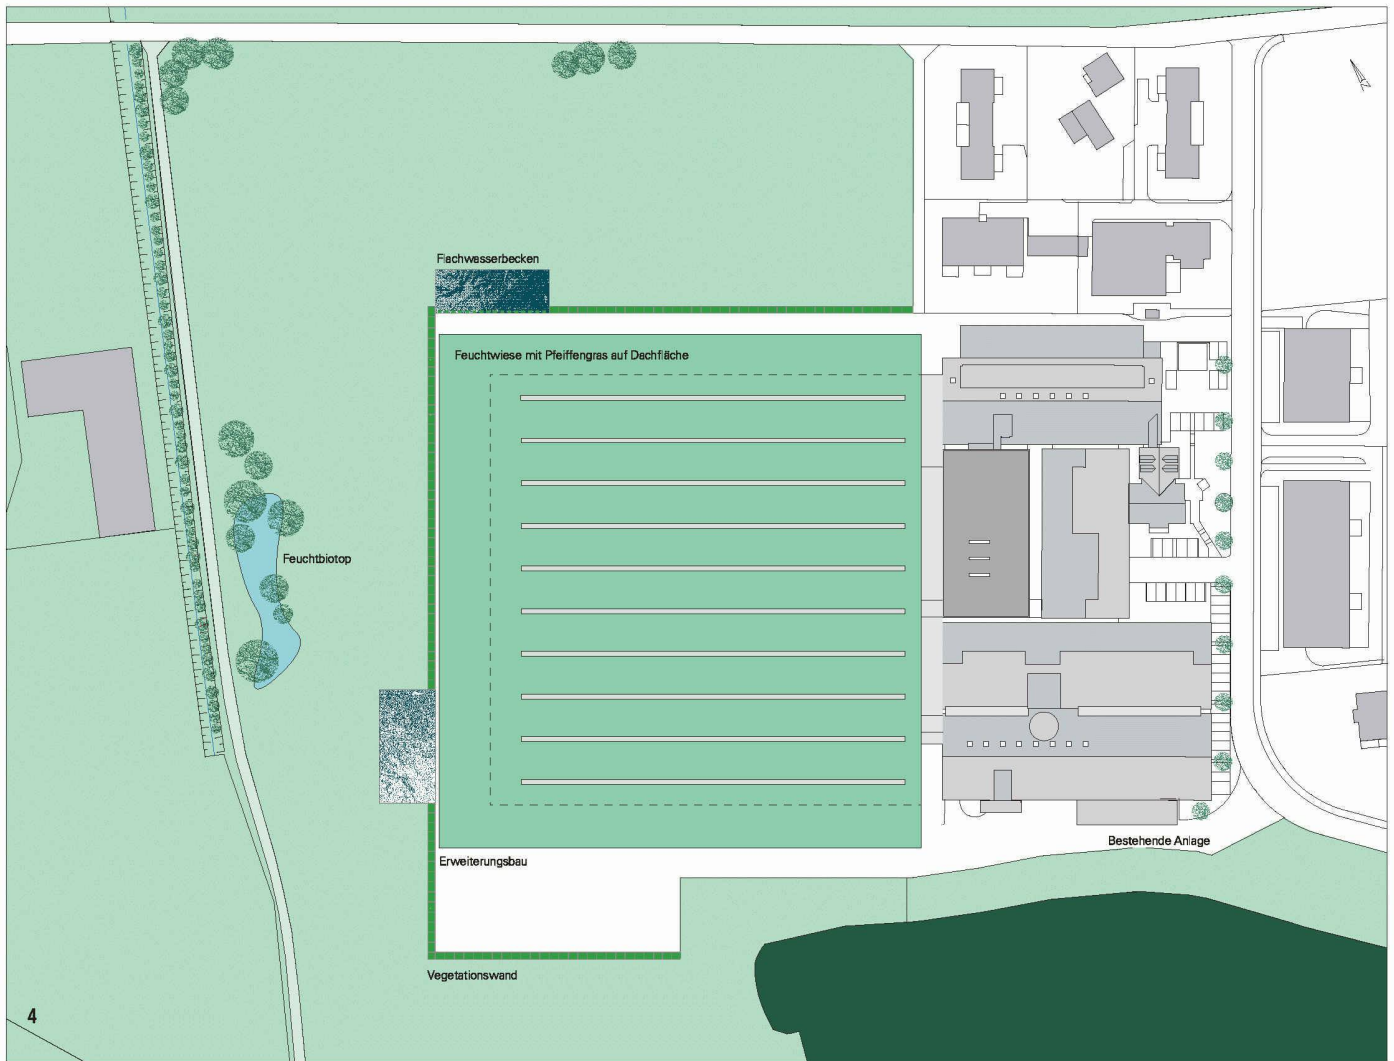 N
Flachwasserbecken
Feuchtwiese mit Pfeiffengras auf Dachfläche
Feuchtbiotop
Bestehende Anlage
Erweiterungsbau
Vegetationswand
4